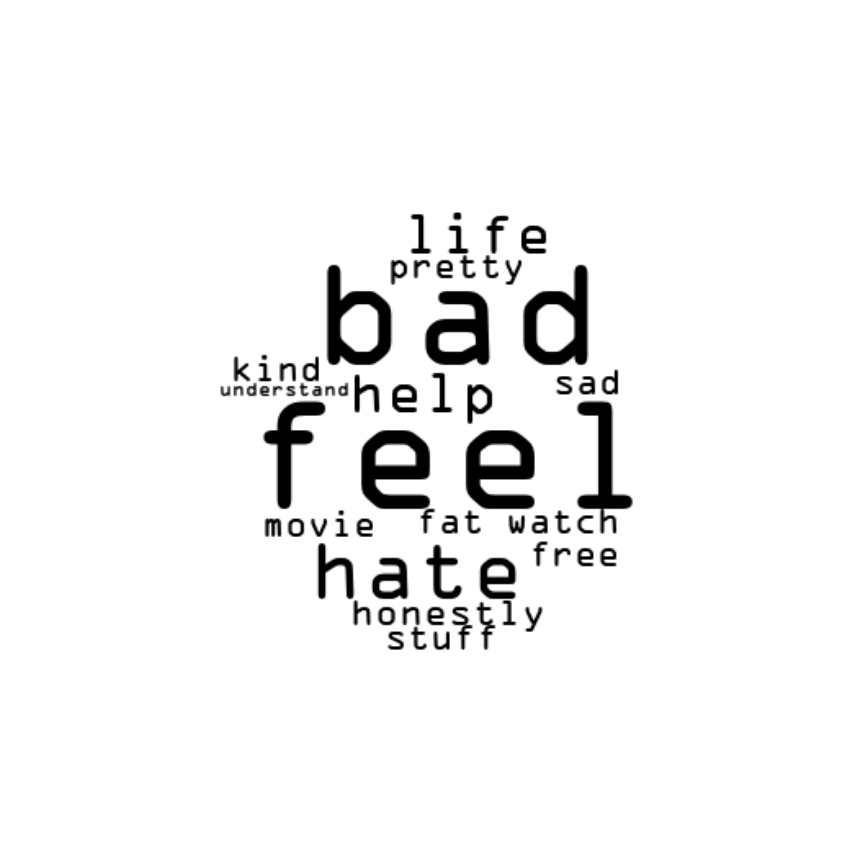 life
pretty
bad
kind
understand help sad
feel
movie fat watch
hate free
honestly
stuff